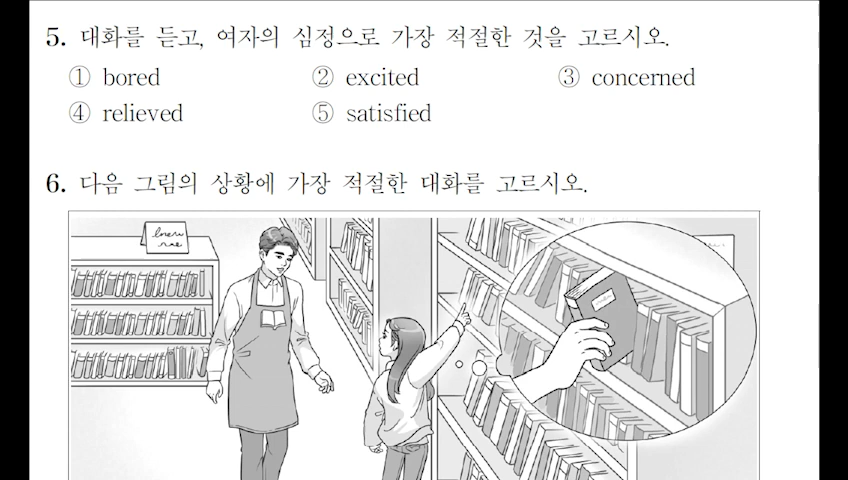 5. 대화를 듣고, 여자의 심정으로 가장 적절한 것을 고르시오.
① bored ② excited ③ concerned
④ relieved ⑤ satisfied
6. 다음 그림의 상황에 가장 적절한 대화를 고르시오.